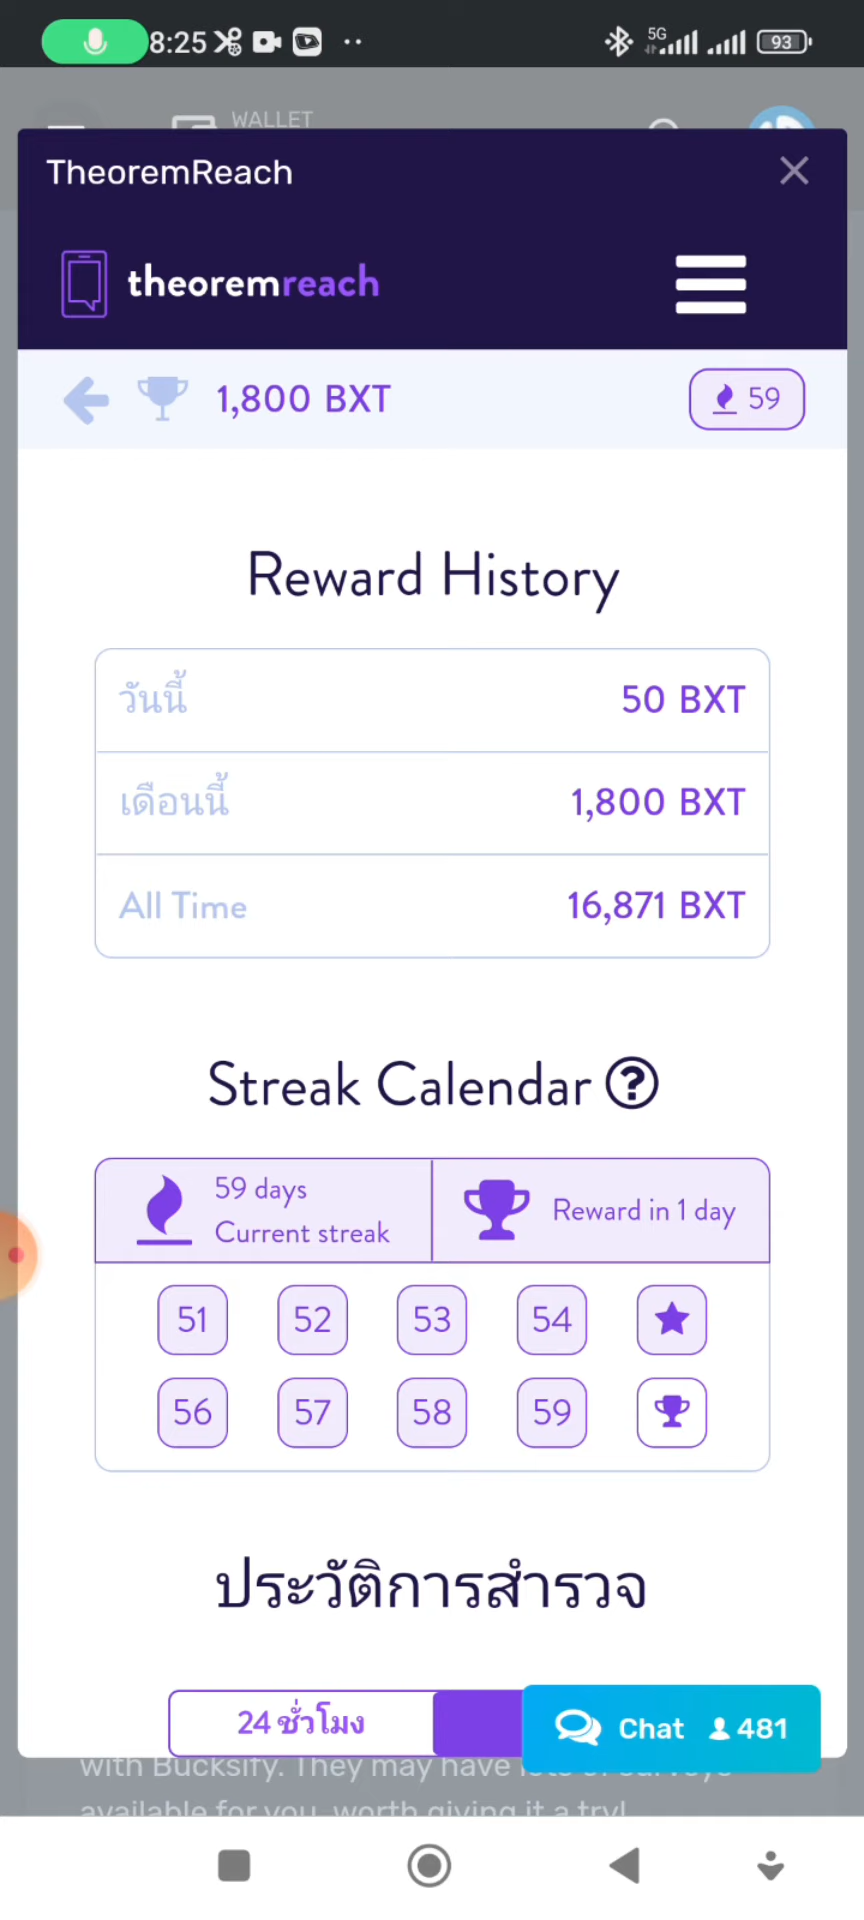 8:25
5G
93
WALLET
TheoremReach
theoremreach
1,800 BXT
59
Reward History
วันนี้ 50 BXT
เดือนนี้ 1,800 BXT
All Time 16,871 BXT
Streak Calendar ?
59 days
Current streak
Reward in 1 day
51 52 53 54
56 57 58 59
ประวัติการสำรวจ
24 ชั่วโมง
Chat 481
with Bucksify. They may have lots of surveys
available for you, worth giving it a try!